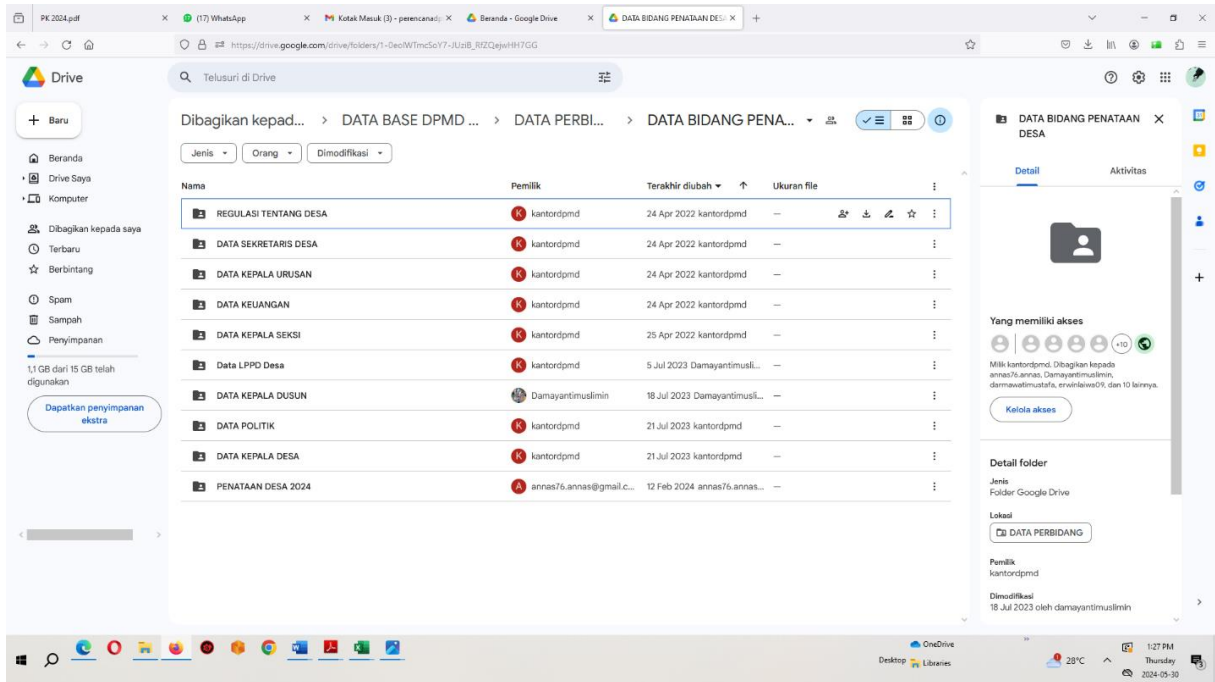 PK 2024.pdf
(17) WhatsApp
Kotak Masuk (3) - perencanadp
Beranda - Google Drive
DATA BIDANG PENATAAN DES
https://drive.google.com/drive/folders/
Drive
Telusuri di Drive
Baru
Beranda
Drive Saya
Komputer
Dibagikan kepada saya
Terbaru
Berbintang
Spam
Sampah
Penyimpanan
1,1 GB dari 15 GB telah
digunakan
Dapatkan penyimpanan
ekstra
Dibagikan kepad... > DATA BASE DPMD ... > DATA PERBI... > DATA BIDANG PENA...
Jenis Orang Dimodifikasi
Nama Pemilik Terakhir diubah Ukuran file
REGULASI TENTANG DESA K kantordpmd 24 Apr 2022 kantordpmd —
DATA SEKRETARIS DESA K kantordpmd 24 Apr 2022 kantordpmd —
DATA KEPALA URUSAN K kantordpmd 24 Apr 2022 kantordpmd —
DATA KEUANGAN K kantordpmd 24 Apr 2022 kantordpmd —
DATA KEPALA SEKSI K kantordpmd 25 Apr 2022 kantordpmd —
Data LPPD Desa K kantordpmd 5 Jul 2023 Damayantimusli... —
DATA KEPALA DUSUN Damayantimuslimin 18 Jul 2023 Damayantimusli... —
DATA POLITIK K kantordpmd 21 Jul 2023 kantordpmd —
DATA KEPALA DESA K kantordpmd 21 Jul 2023 kantordpmd —
PENATAAN DESA 2024 A annas76.annas@gmail.c... 12 Feb 2024 annas76.annas... —
DATA BIDANG PENATAAN
DESA
Detail Aktivitas
Yang memiliki akses
+10
Milik kantordpmd. Dibagikan kepada
annas76.annas, Damayantimuslimin,
darmawatimustafa, erwinlaiwa09, dan 10 lainnya.
Kelola akses
Detail folder
Jenis
Folder Google Drive
Lokasi
DATA PERBIDANG
Pemilik
kantordpmd
Dimodifikasi
18 Jul 2023 oleh damayantimuslimin
OneDrive
Desktop Libraries
28°C
1:27 PM
Thursday
2024-05-30